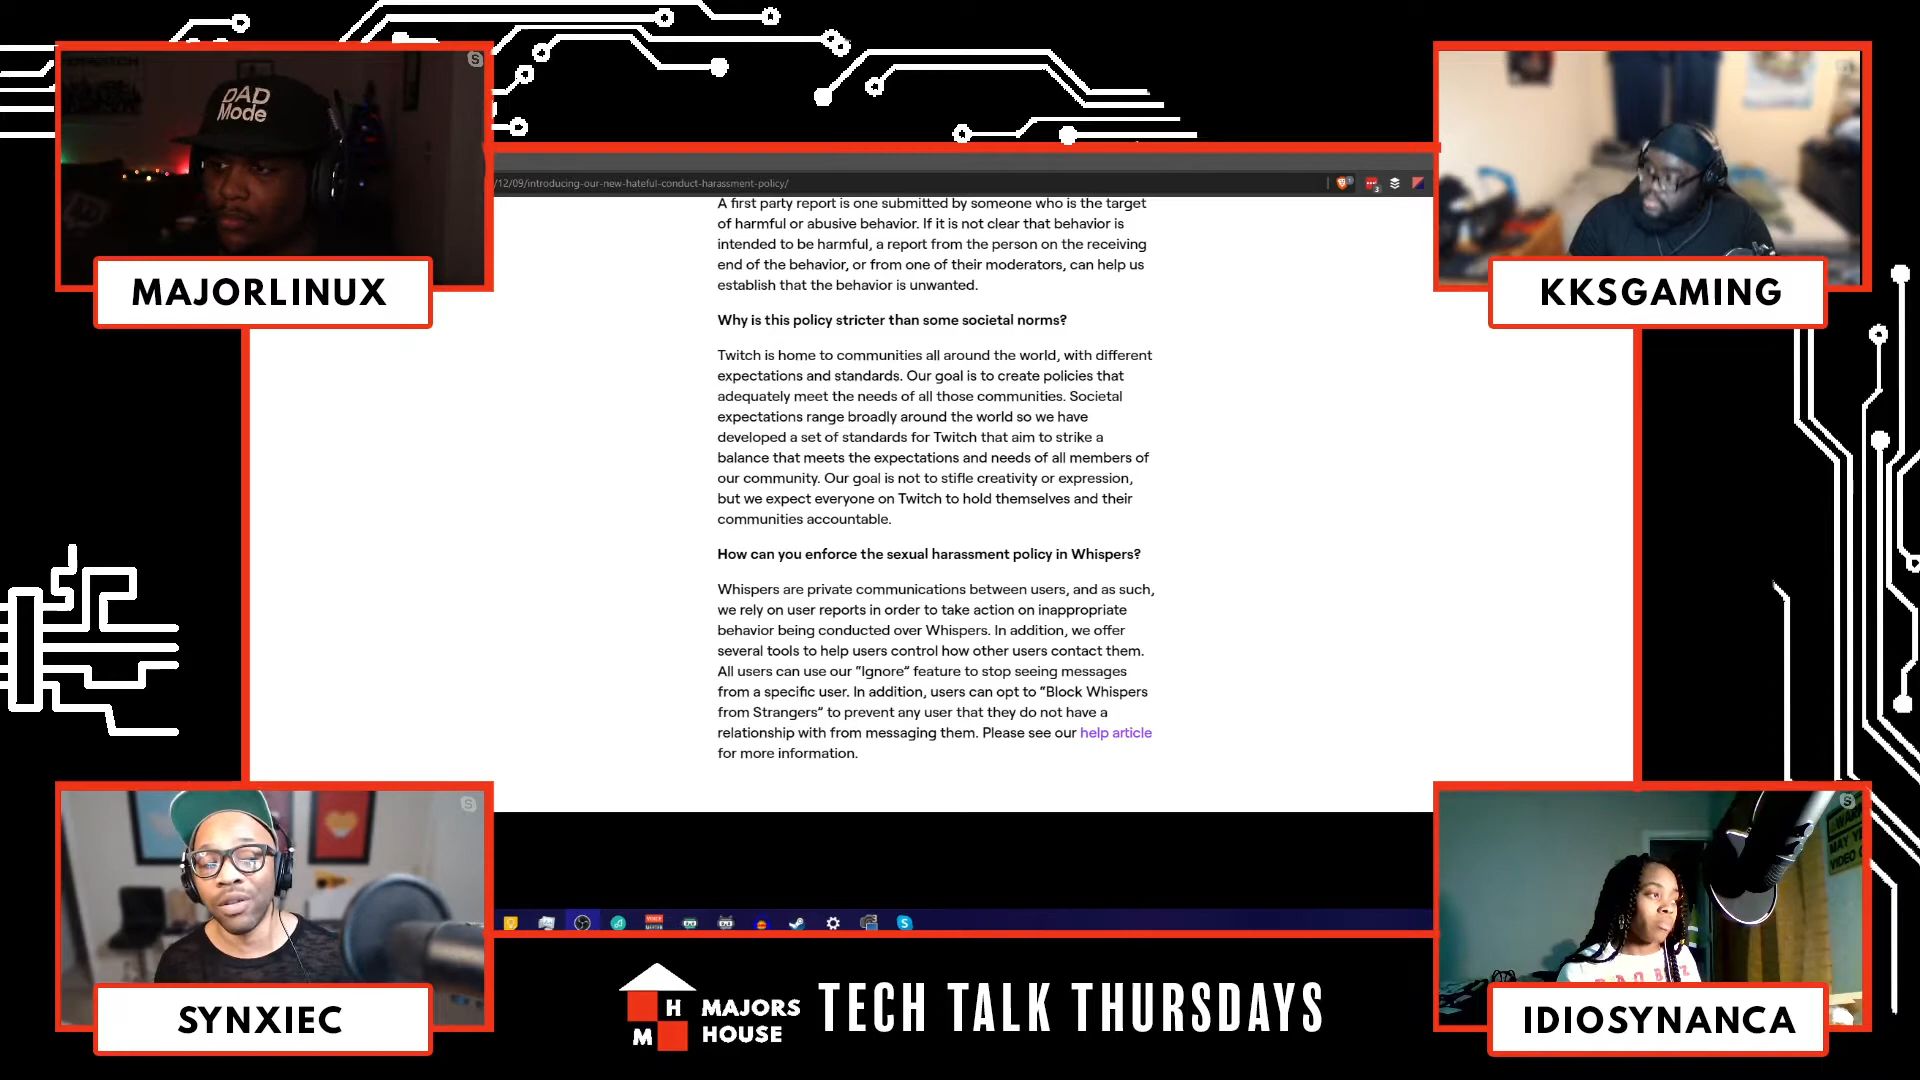 DAD
Mode
MAJORLINUX
KKSGAMING
/12/09/introducing-our-new-hateful-conduct-harassment-policy/
A first party report is one submitted by someone who is the target
of harmful or abusive behavior. If it is not clear that behavior is
intended to be harmful, a report from the person on the receiving
end of the behavior, or from one of their moderators, can help us
establish that the behavior is unwanted.
Why is this policy stricter than some societal norms?
Twitch is home to communities all around the world, with different
expectations and standards. Our goal is to create policies that
adequately meet the needs of all those communities. Societal
expectations range broadly around the world so we have
developed a set of standards for Twitch that aim to strike a
balance that meets the expectations and needs of all members of
our community. Our goal is not to stifle creativity or expression,
but we expect everyone on Twitch to hold themselves and their
communities accountable.
How can you enforce the sexual harassment policy in Whispers?
Whispers are private communications between users, and as such,
we rely on user reports in order to take action on inappropriate
behavior being conducted over Whispers. In addition, we offer
several tools to help users control how other users contact them.
All users can use our "Ignore" feature to stop seeing messages
from a specific user. In addition, users can opt to "Block Whispers
from Strangers" to prevent any user that they do not have a
relationship with from messaging them. Please see our help article
for more information.
MAY YE
VIDEO
SYNXIEC
IDIOSYNANCA
H
M
MAJORS
HOUSE
TECH TALK THURSDAYS